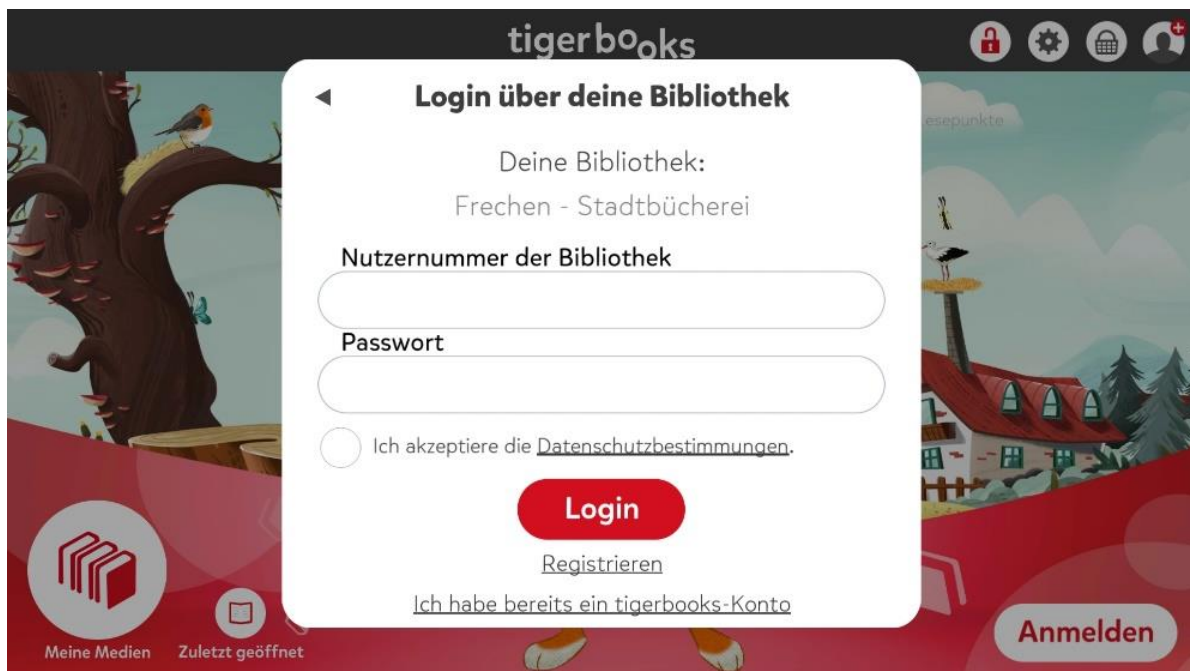 tigerbooks
Login über deine Bibliothek
Lesepunkte
Deine Bibliothek:
Frechen - Stadtbücherei
Nutzernummer der Bibliothek
Passwort
Ich akzeptiere die Datenschutzbestimmungen.
Login
Registrieren
Ich habe bereits ein tigerbooks-Konto
Meine Medien
Zuletzt geöffnet
Anmelden